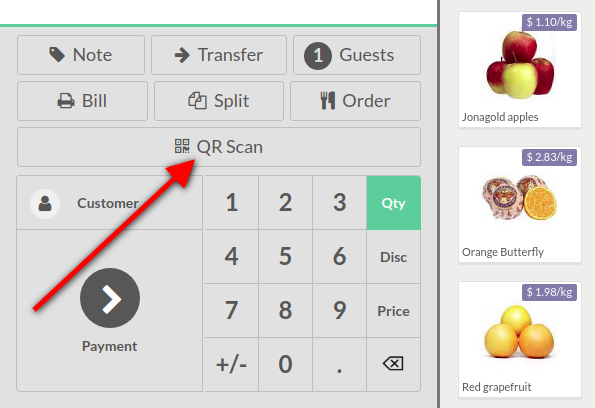 Note Transfer 1 Guests
Bill Split Order
QR Scan
Customer 1 2 3 Qty
4 5 6 Disc
7 8 9 Price
Payment
+/- 0 .
$ 1.10/kg
Jonagold apples
$ 2.83/kg
Orange Butterfly
$ 1.98/kg
Red grapefruit